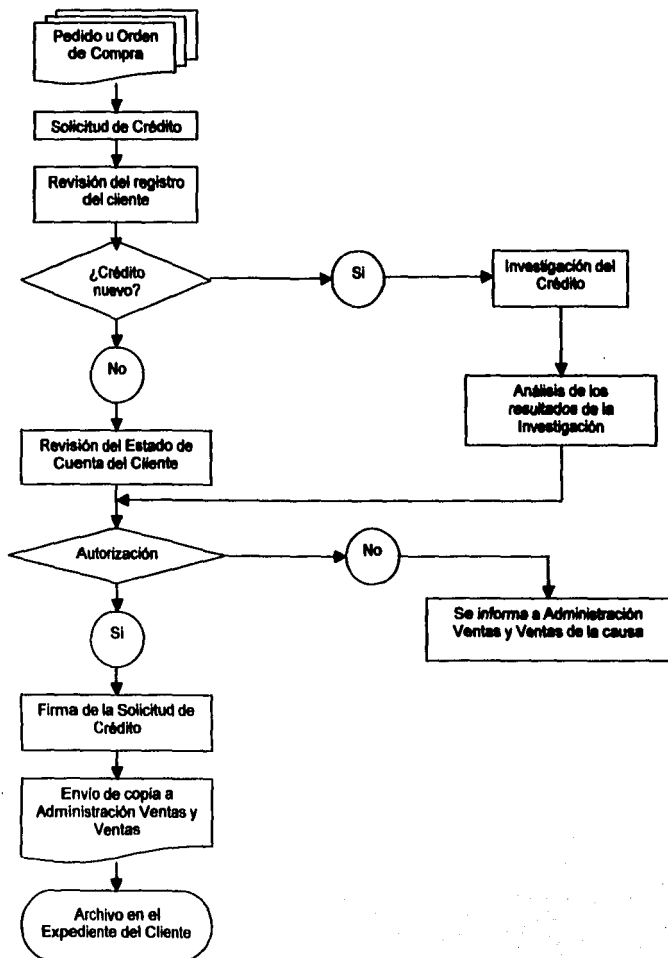 Pedido u Orden
de Compra
Solicitud de Crédito
Revisión del registro
del cliente
¿Crédito
nuevo?
Si
Investigación del
Crédito
No
Análisis de los
resultados de la
Investigación
Revisión del Estado de
Cuenta del Cliente
Autorización
No
Se informa a Administración
Ventas y Ventas de la causa
Si
Firma de la Solicitud de
Crédito
Envío de copia a
Administración Ventas y
Ventas
Archivo en el
Expediente del Cliente